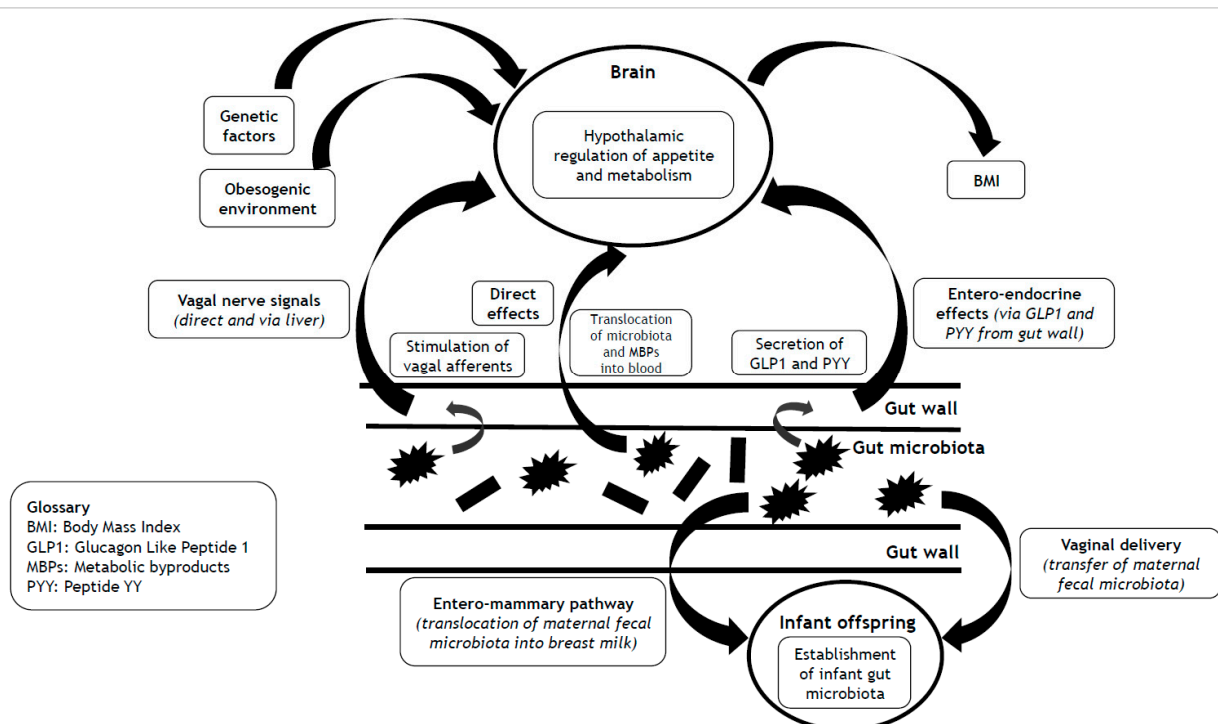 Brain
Genetic
factors
Hypothalamic
regulation of appetite
and metabolism
Obesogenic
environment
BMI
Vagal nerve signals
(direct and via liver)
Direct
effects
Entero-endocrine
effects (via GLP1 and
PYY from gut wall)
Stimulation of
vagal afferents
Translocation
of microbiota
and MBPs
into blood
Secretion of
GLP1 and PYY
Gut wall
Gut microbiota
Glossary
BMI: Body Mass Index
GLP1: Glucagon Like Peptide 1
MBPs: Metabolic byproducts
PYY: Peptide YY
Gut wall
Vaginal delivery
(transfer of maternal
fecal microbiota)
Entero-mammary pathway
(translocation of maternal fecal
microbiota into breast milk)
Infant offspring
Establishment
of infant gut
microbiota